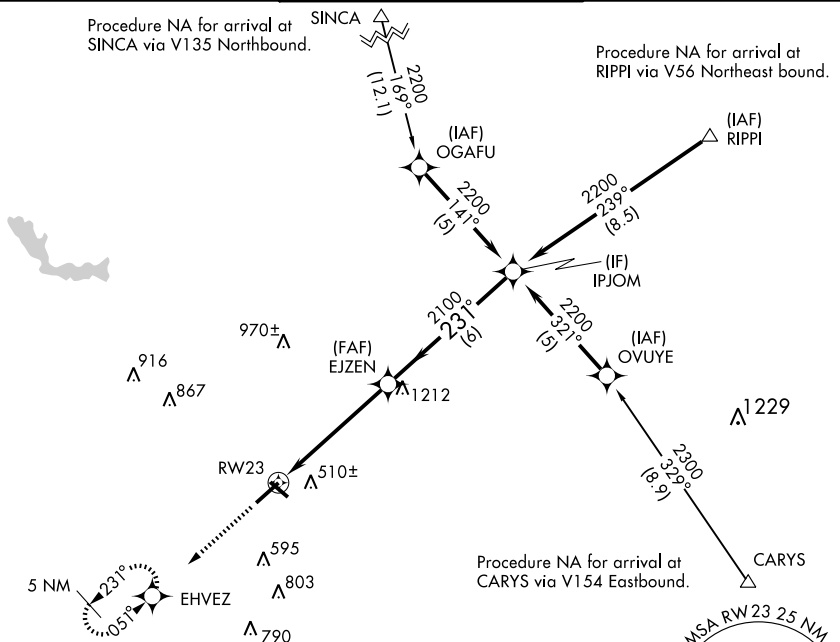 Procedure NA for arrival at
SINCA via V135 Northbound.
SINCA
2200
169°
(12.1)
Procedure NA for arrival at
RIPPI via V56 Northeast bound.
(IAF)
OGAFU
(IAF)
RIPPI
2200
141°
(5)
2200
239°
(8.5)
(IF)
IPJOM
2100
231°
(6)
2200
321°
(5)
(IAF)
OVUYE
970±
(FAF)
EJZEN
916
867
1212
1229
RW23
510±
2300
329°
(8.9)
595
Procedure NA for arrival at
CARYS via V154 Eastbound.
CARYS
5 NM
231°
051°
EHVEZ
803
790
MSA RW23 25 NM